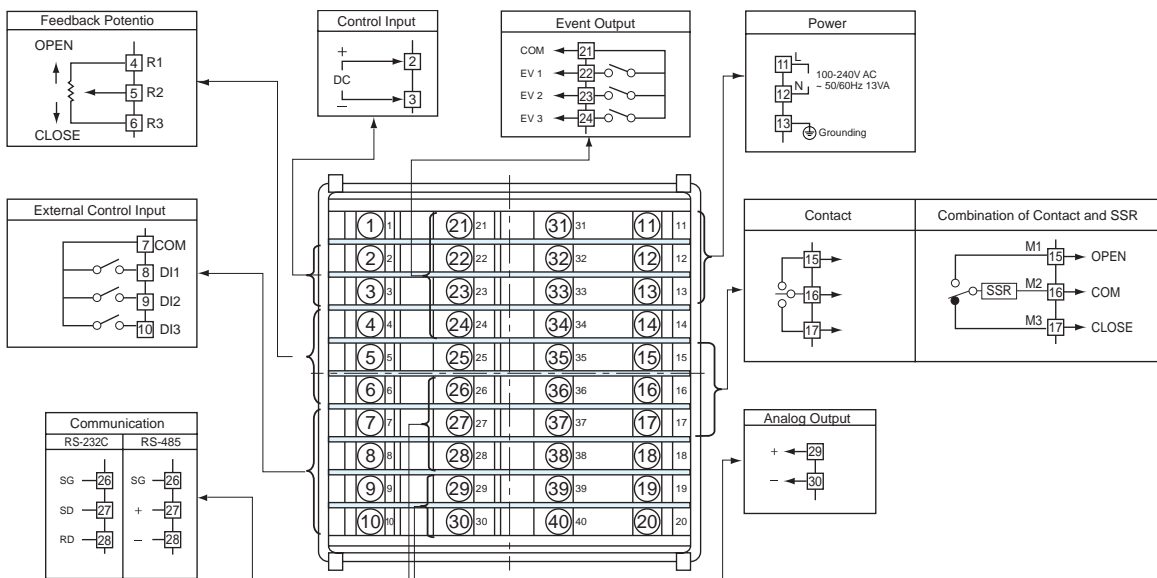 Feedback Potentio
OPEN
4 R1
5 R2
6 R3
CLOSE
Control Input
+
2
DC
3
−
Event Output
COM 21
EV 1 22
EV 2 23
EV 3 24
Power
11 L
100-240V AC
~ 50/60Hz 13VA
12 N
13
Grounding
External Control Input
7 COM
8 DI1
9 DI2
10 DI3
1 1 21 21 31 31 11 11
2 2 22 22 32 32 12 12
3 3 23 23 33 33 13 13
4 4 24 24 34 34 14 14
5 5 25 25 35 35 15 15
6 6 26 26 36 36 16 16
7 7 27 27 37 37 17 17
8 8 28 28 38 38 18 18
9 9 29 29 39 39 19 19
10 10 30 30 40 40 20 20
Contact
15
16
17
Combination of Contact and SSR
M1 15 OPEN
SSR M2 16 COM
M3 17 CLOSE
Communication
RS-232C RS-485
SG 26 SG 26
SD 27 + 27
RD 28 − 28
Analog Output
+ 29
− 30